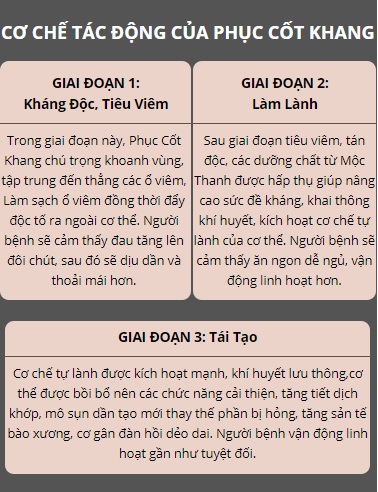 CƠ CHẾ TÁC ĐỘNG CỦA PHỤC CỐT KHANG
GIAI ĐOẠN 1:
Kháng Độc, Tiêu Viêm
Trong giai đoạn này, Phục Cốt
Khang chú trọng khoanh vùng,
tập trung đến thẳng các ổ viêm,
Làm sạch ổ viêm đồng thời đẩy
độc tố ra ngoài cơ thể. Người
bệnh sẽ cảm thấy đau tăng lên
đôi chút, sau đó sẽ dịu dần và
thoải mái hơn.
GIAI ĐOẠN 2:
Làm Lành
Sau giai đoạn tiêu viêm, tán
độc, các dưỡng chất từ Mộc
Thanh được hấp thụ giúp nâng
cao sức đề kháng, khai thông
khí huyết, kích hoạt cơ chế tự
lành của cơ thể. Người bệnh sẽ
cảm thấy ăn ngon dễ ngủ, vận
động linh hoạt hơn.
GIAI ĐOẠN 3: Tái Tạo
Cơ chế tự lành được kích hoạt mạnh, khí huyết lưu thông,cơ
thể được bồi bổ nên các chức năng cải thiện, tăng tiết dịch
khớp, mô sụn dần tạo mới thay thế phần bị hỏng, tăng sản tế
bào xương, cơ gân đàn hồi dẻo dai. Người bệnh vận động linh
hoạt gần như tuyệt đối.